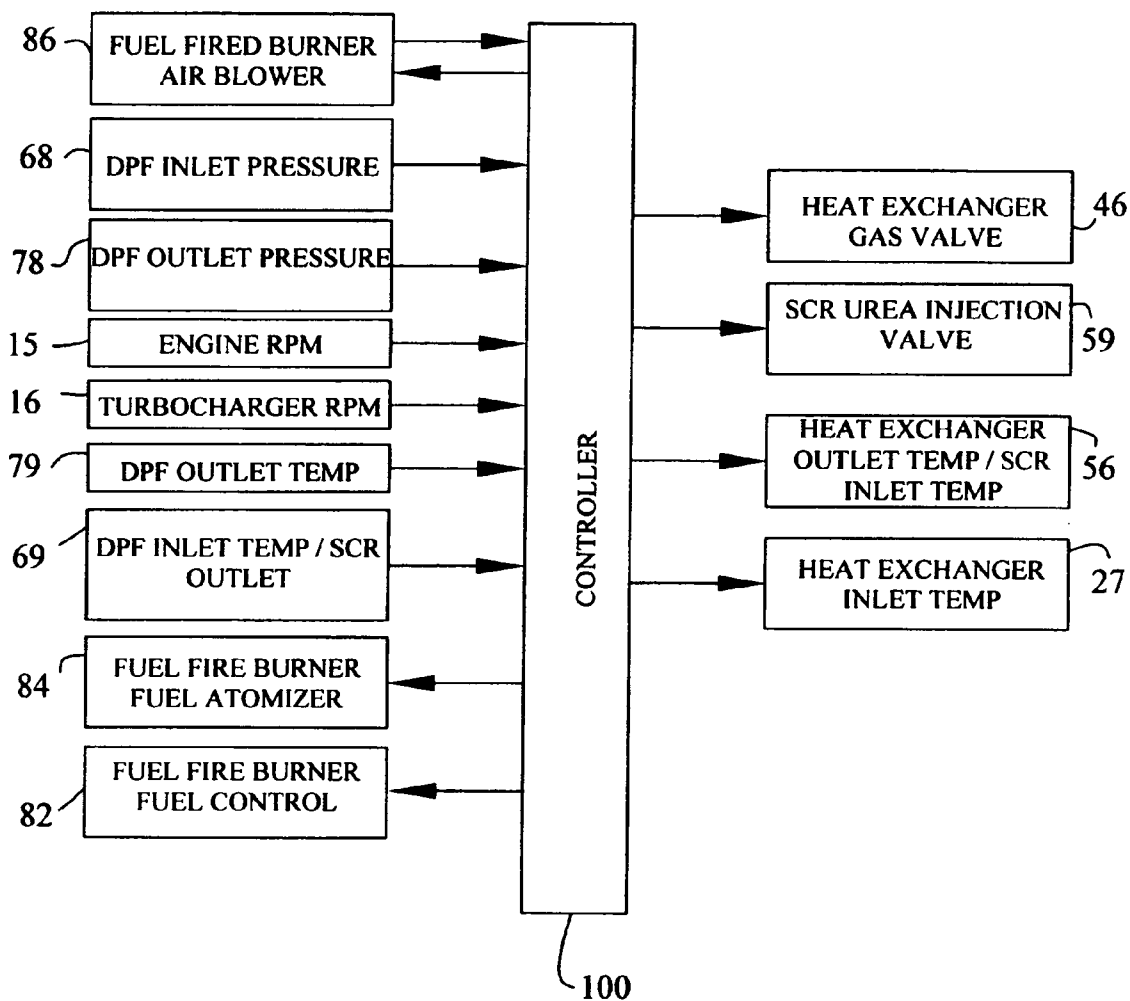 86
FUEL FIRED BURNER
AIR BLOWER
68
DPF INLET PRESSURE
78
DPF OUTLET PRESSURE
15
ENGINE RPM
16
TURBOCHARGER RPM
79
DPF OUTLET TEMP
69
DPF INLET TEMP / SCR
OUTLET
84
FUEL FIRE BURNER
FUEL ATOMIZER
82
FUEL FIRE BURNER
FUEL CONTROL
CONTROLLER
100
HEAT EXCHANGER
GAS VALVE
46
SCR UREA INJECTION
VALVE
59
HEAT EXCHANGER
OUTLET TEMP / SCR
INLET TEMP
56
HEAT EXCHANGER
INLET TEMP
27